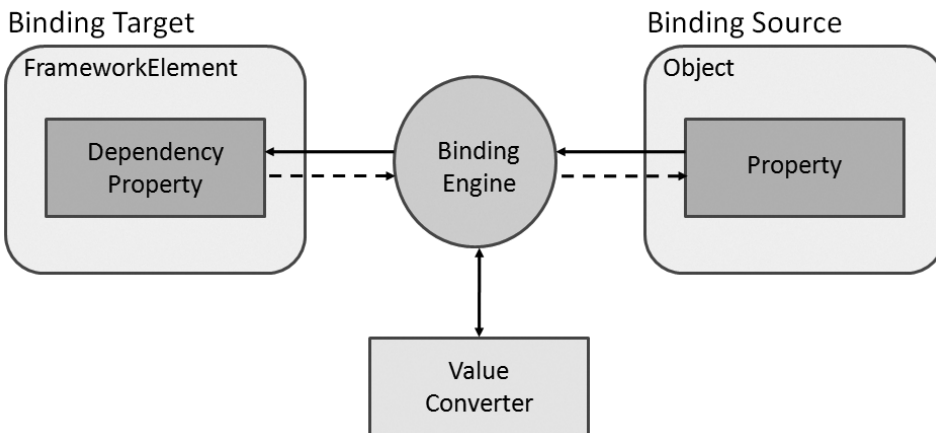 Binding Target
Binding Source
FrameworkElement
Object
Dependency
Property
Binding
Engine
Property
Value
Converter